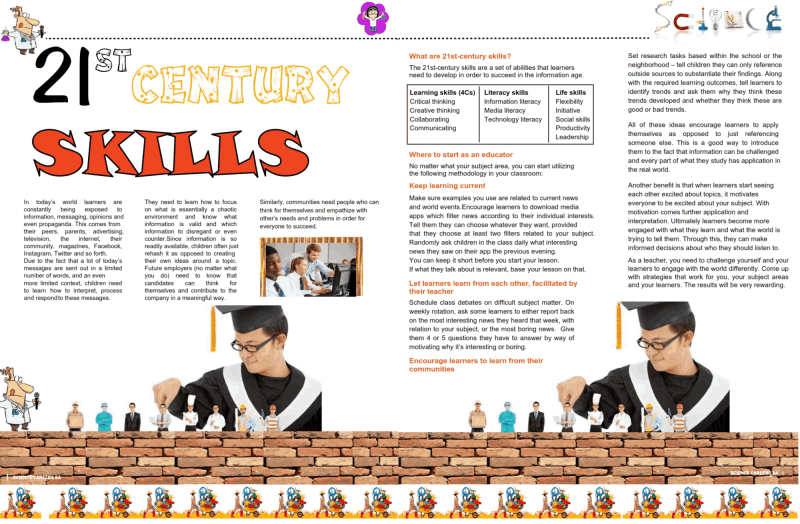 SCIENCE
21ST
CENTURY
SKILLS
In today's world learners are
constantly being exposed to
information, messaging, opinions and
even propaganda. This comes from
their peers, parents, advertising,
television, the internet, their
community, magazines, Facebook,
Instagram, Twitter and so forth.
Due to the fact that a lot of today's
messages are sent out in a limited
number of words, and an ever
more limited context, children need
to learn how to interpret, process
and respond to these messages.
They need to learn how to focus
on what is essentially a chaotic
environment and know what
information is valid and which
information to disregard or even
counter.Since information is so
readily available, children often just
rehash it as opposed to creating
their own ideas around a topic.
Future employers (no matter what
you do) need to know that
candidates can think for
themselves and contribute to the
company in a meaningful way.
Similarly, communities need people who can
think for themselves and empathize with
other's needs and problems in order for
everyone to succeed.
SCIENCE CAREERS SA
What are 21st-century skills?
The 21st-century skills are a set of abilities that learners
need to develop in order to succeed in the information age.
Learning skills (4Cs)
Critical thinking
Creative thinking
Collaborating
Communicating
Literacy skills
Information literacy
Media literacy
Technology literacy
Life skills
Flexibility
Initiative
Social skills
Productivity
Leadership
Where to start as an educator
No matter what your subject area, you can start utilizing
the following methodology in your classroom:
Keep learning current
Make sure examples you use are related to current news
and world events.Encourage learners to download media
apps which filter news according to their individual interests.
Tell them they can choose whatever they want, provided
that they choose at least two filters related to your subject.
Randomly ask children in the class daily what interesting
news they saw on their app the previous evening.
You can keep it short before you start your lesson.
If what they talk about is relevant, base your lesson on that.
Let learners learn from each other, facilitated by
their teacher
Schedule class debates on difficult subject matter. On
weekly rotation, ask some learners to either report back
on the most interesting news they heard that week, with
relation to your subject, or the most boring news. Give
them 4 or 5 questions they have to answer by way of
motivating why it's interesting or boring.
Encourage learners to learn from their
communities
Set research tasks based within the school or the
neighborhood – tell children they can only reference
outside sources to substantiate their findings. Along
with the required learning outcomes, tell learners to
identify trends and ask them why they think these
trends developed and whether they think these are
good or bad trends.
All of these ideas encourage learners to apply
themselves as opposed to just referencing
someone else. This is a good way to introduce
them to the fact that information can be challenged
and every part of what they study has application in
the real world.
Another benefit is that when learners start seeing
each other excited about topics, it motivates
everyone to be excited about your subject. With
motivation comes further application and
interpretation. Ultimately learners become more
engaged with what they learn and what the world is
trying to tell them. Through this, they can make
informed decisions about who they should listen to.
As a teacher, you need to challenge yourself and your
learners to engage with the world differently. Come up
with strategies that work for you, your subject areas
and your learners. The results will be very rewarding.
SCIENCE CAREERS SA